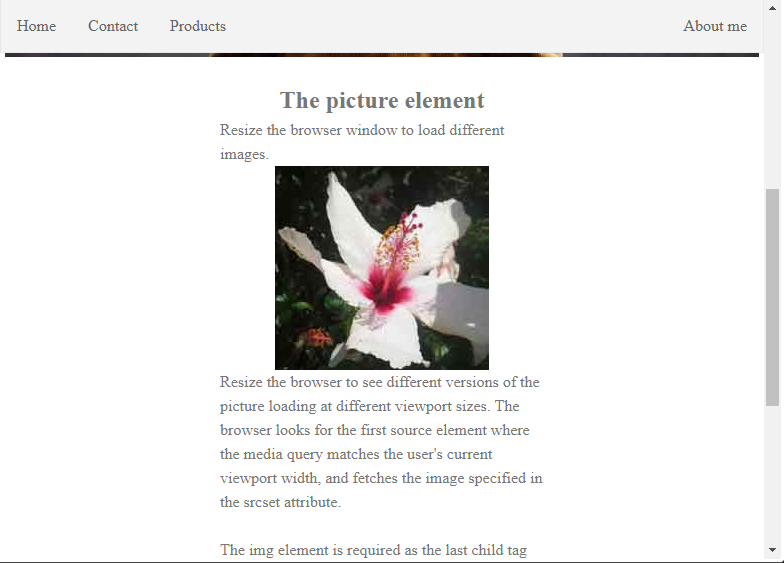 Home Contact Products About me
The picture element
Resize the browser window to load different
images.
Resize the browser to see different versions of the
picture loading at different viewport sizes. The
browser looks for the first source element where
the media query matches the user's current
viewport width, and fetches the image specified in
the srcset attribute.
The img element is required as the last child tag